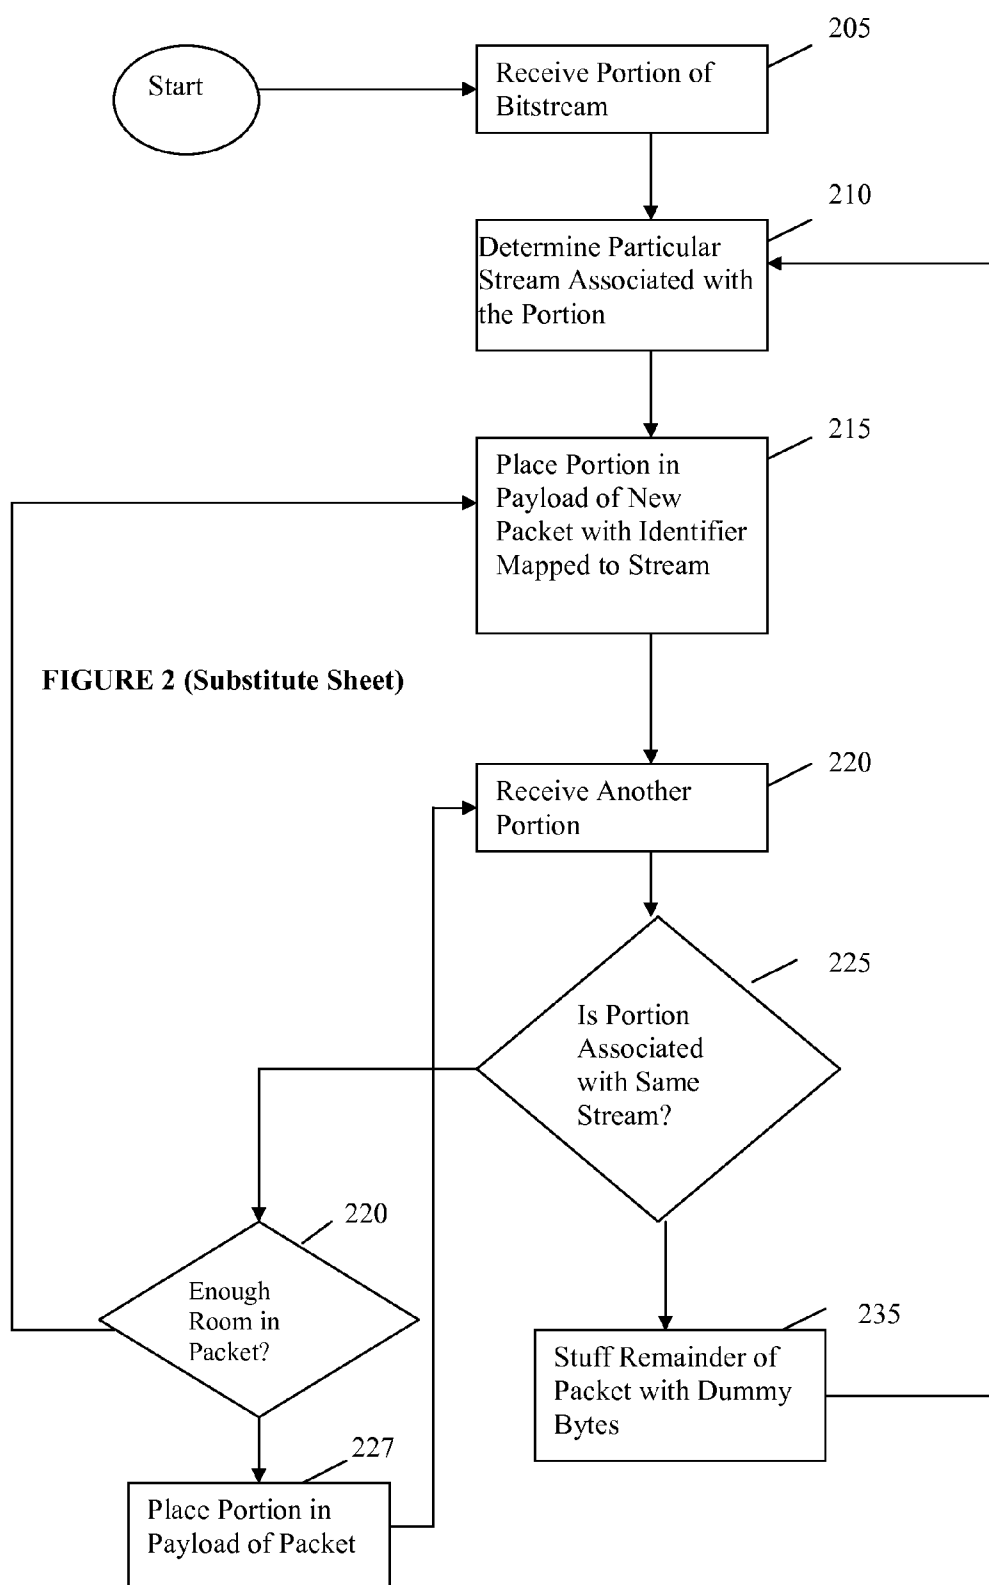 205
Start
Receive Portion of
Bitstream
210
Determine Particular
Stream Associated with
the Portion
215
Place Portion in
Payload of New
Packet with Identifier
Mapped to Stream
FIGURE 2 (Substitute Sheet)
220
Receive Another
Portion
225
Is Portion
Associated
with Same
Stream?
220
Enough
Room in
Packet?
235
Stuff Remainder of
Packet with Dummy
Bytes
227
Place Portion in
Payload of Packet